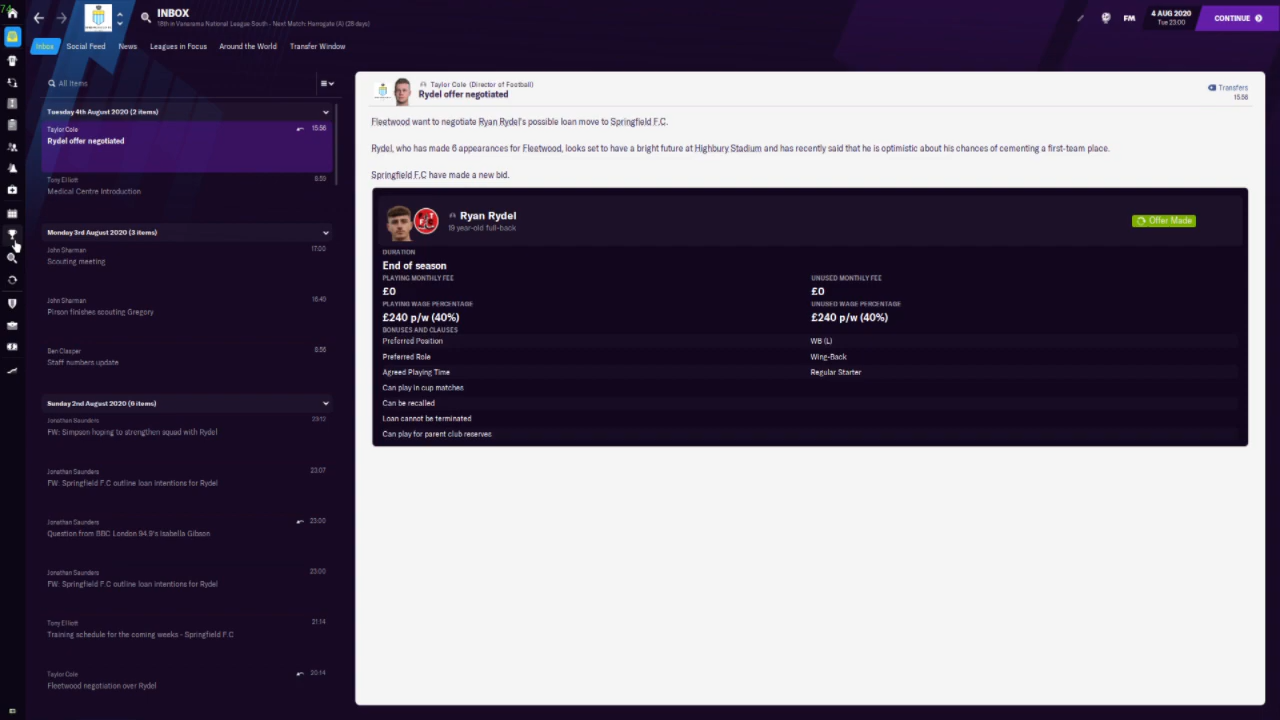 74
INBOX
18th in Vanarama National League South - Next Match: Harrogate (A) (28 days)
FM
4 AUG 2020
Tue 23:00
CONTINUE
Inbox
Social Feed
News
Leagues in Focus
Around the World
Transfer Window
All Items
Tuesday 4th August 2020 (2 items)
Taylor Cole
15:56
Rydel offer negotiated
Tony Elliott
9:53
Medical Centre Introduction
Monday 3rd August 2020 (3 items)
John Sharman
17:00
Scouting meeting
John Sharman
16:49
Pirson finishes scouting Gregory
Ben Clasper
Staff numbers update
Sunday 2nd August 2020 (6 items)
Jonathan Saunders
FW: Simpson hoping to strengthen squad with Rydel
Jonathan Saunders
23:07
FW: Springfield F.C outline loan intentions for Rydel
Jonathan Saunders
23:00
Question from BBC London 94.9's Isabella Gibson
Jonathan Saunders
23:00
FW: Springfield F.C outline loan intentions for Rydel
Tony Elliott
21:14
Training schedule for the coming weeks - Springfield F.C
Taylor Cole
20:14
Fleetwood negotiation over Rydel
Taylor Cole (Director of Football)
Rydel offer negotiated
Transfers
15:56
Fleetwood want to negotiate Ryan Rydel's possible loan move to Springfield F.C.
Rydel, who has made 6 appearances for Fleetwood, looks set to have a bright future at Highbury Stadium and has recently said that he is optimistic about his chances of cementing a first-team place.
Springfield F.C have made a new bid.
Ryan Rydel
19 year-old full-back
Offer Made
DURATION
End of season
PLAYING MONTHLY FEE
UNUSED MONTHLY FEE
£0
£0
PLAYING WAGE PERCENTAGE
UNUSED WAGE PERCENTAGE
£240 p/w (40%)
£240 p/w (40%)
BONUSES AND CLAUSES
Preferred Position
WB (L)
Preferred Role
Wing-Back
Agreed Playing Time
Regular Starter
Can play in cup matches
Can be recalled
Loan cannot be terminated
Can play for parent club reserves